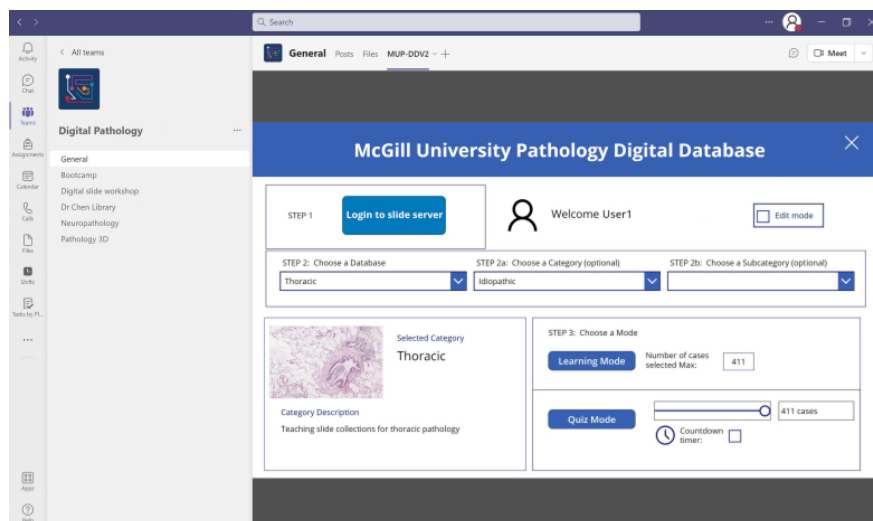 Search
Activity
Chat
Teams
Assignments
Calendar
Calls
Files
Shifts
Tasks by Pl..
Apps
All teams
Digital Pathology
General
Bootcamp
Digital slide workshop
Dr Chen Library
Neuropathology
Pathology 3D
General Posts Files MUP-DDV2
Meet
McGill University Pathology Digital Database
STEP 1
Login to slide server
Welcome User1
Edit mode
STEP 2: Choose a Database
Thoracic
STEP 2a: Choose a Category (optional)
Idiopathic
STEP 2b: Choose a Subcategory (optional)
Selected Category
Thoracic
Category Description
Teaching slide collections for thoracic pathology
STEP 3: Choose a Mode
Learning Mode
Number of cases
selected Max:
411
Quiz Mode
411 cases
Countdown
timer: